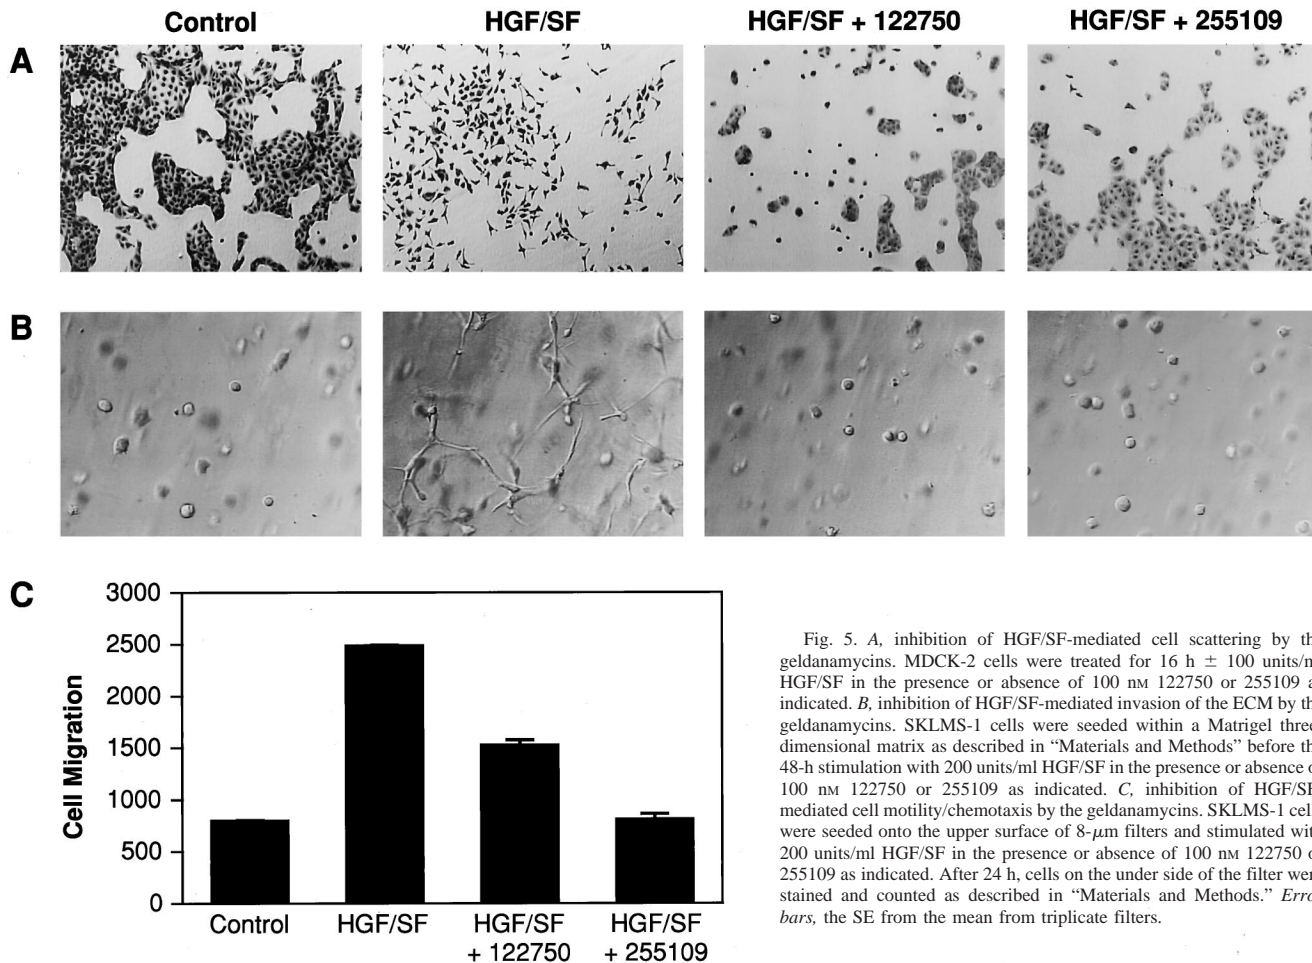 Control
HGF/SF
HGF/SF + 122750
HGF/SF + 255109
A
B
C
3000
2500
2000
1500
1000
500
0
Cell Migration
Control
HGF/SF
HGF/SF
+ 122750
HGF/SF
+ 255109
Fig. 5. A, inhibition of HGF/SF-mediated cell scattering by th
geldanamycins. MDCK-2 cells were treated for 16 h ± 100 units/m
HGF/SF in the presence or absence of 100 nM 122750 or 255109 a
indicated. B, inhibition of HGF/SF-mediated invasion of the ECM by th
geldanamycins. SKLMS-1 cells were seeded within a Matrigel three
dimensional matrix as described in “Materials and Methods” before th
48-h stimulation with 200 units/ml HGF/SF in the presence or absence o
100 nM 122750 or 255109 as indicated. C, inhibition of HGF/SF
mediated cell motility/chemotaxis by the geldanamycins. SKLMS-1 cell
were seeded onto the upper surface of 8-μm filters and stimulated wit
200 units/ml HGF/SF in the presence or absence of 100 nM 122750 o
255109 as indicated. After 24 h, cells on the under side of the filter wer
stained and counted as described in “Materials and Methods.” Erro
bars, the SE from the mean from triplicate filters.